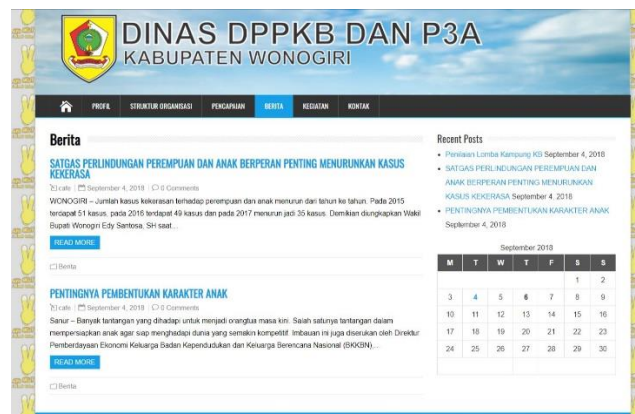 DINAS DPPKB DAN P3A
KABUPATEN WONOGIRI
PROFIL STRUKTUR ORGANISASI PENCAPAIAN BERITA KEGIATAN KONTAK
Berita
SATGAS PERLINDUNGAN PEREMPUAN DAN ANAK BERPERAN PENTING MENURUNKAN KASUS
KEKERASA
cafe September 4, 2018 0 Comments
WONOGIRI – Jumlah kasus kekerasan terhadap perempuan dan anak menurun dari tahun ke tahun. Pada 2015
terdapat 51 kasus, pada 2016 terdapat 49 kasus dan pada 2017 menurun jadi 35 kasus. Demikian diungkapkan Wakil
Bupati Wonogiri Edy Santosa, SH saat…
READ MORE
Berita
PENTINGNYA PEMBENTUKAN KARAKTER ANAK
cafe September 4, 2018 0 Comments
Sanur – Banyak tantangan yang dihadapi untuk menjadi orangtua masa kini. Salah satunya tantangan dalam
mempersiapkan anak agar siap menghadapi dunia yang semakin kompetitif. Imbauan ini juga diserukan oleh Direktur
Pemberdayaan Ekonomi Keluarga Badan Kependudukan dan Keluarga Berencana Nasional (BKKBN),…
READ MORE
Berita
Recent Posts
Penilaian Lomba Kampung KB September 4, 2018
SATGAS PERLINDUNGAN PEREMPUAN DAN
ANAK BERPERAN PENTING MENURUNKAN
KASUS KEKERASA September 4, 2018
PENTINGNYA PEMBENTUKAN KARAKTER ANAK
September 4, 2018
September 2018
M T W T F S S
1 2
3 4 5 6 7 8 9
10 11 12 13 14 15 16
17 18 19 20 21 22 23
24 25 26 27 28 29 30